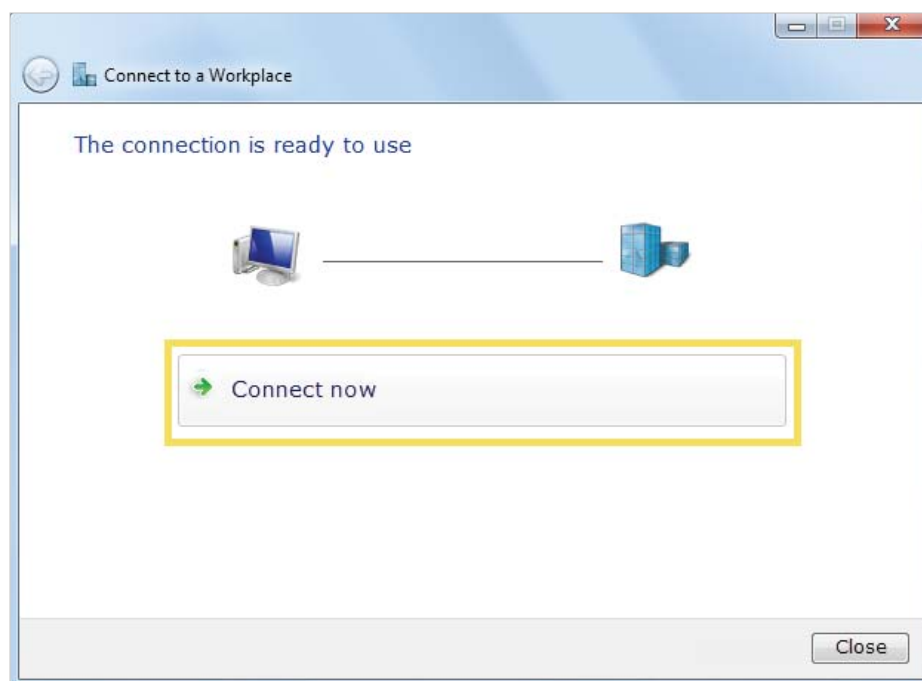 Connect to a Workplace
The connection is ready to use
Connect now
Close